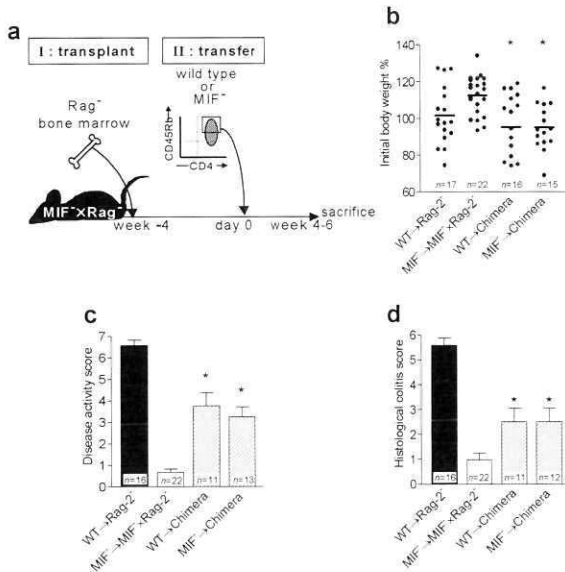 a
I : transplant
II : transfer
wild type
or
MIF⁻
Rag⁻
bone marrow
CD45Rb
CD4
MIF⁻×Rag⁻
week -4
day 0
week 4-6
sacrifice
b
Initial body weight %
140
120
100
80
60
* *
n=17
n=22
n=16
n=15
WT→Rag-2⁻
MIF⁻→MIF⁻×Rag-2⁻
WT→Chimera
MIF⁻→Chimera
c
Disease activity score
7
6
5
4
3
2
1
0
* *
n=16
n=22
n=11
n=13
WT→Rag-2⁻
MIF⁻→MIF⁻×Rag-2⁻
WT→Chimera
MIF⁻→Chimera
d
Histological colitis score
6
5
4
3
2
1
0
* *
n=16
n=22
n=11
n=12
WT→Rag-2⁻
MIF⁻→MIF⁻×Rag-2⁻
WT→Chimera
MIF⁻→Chimera